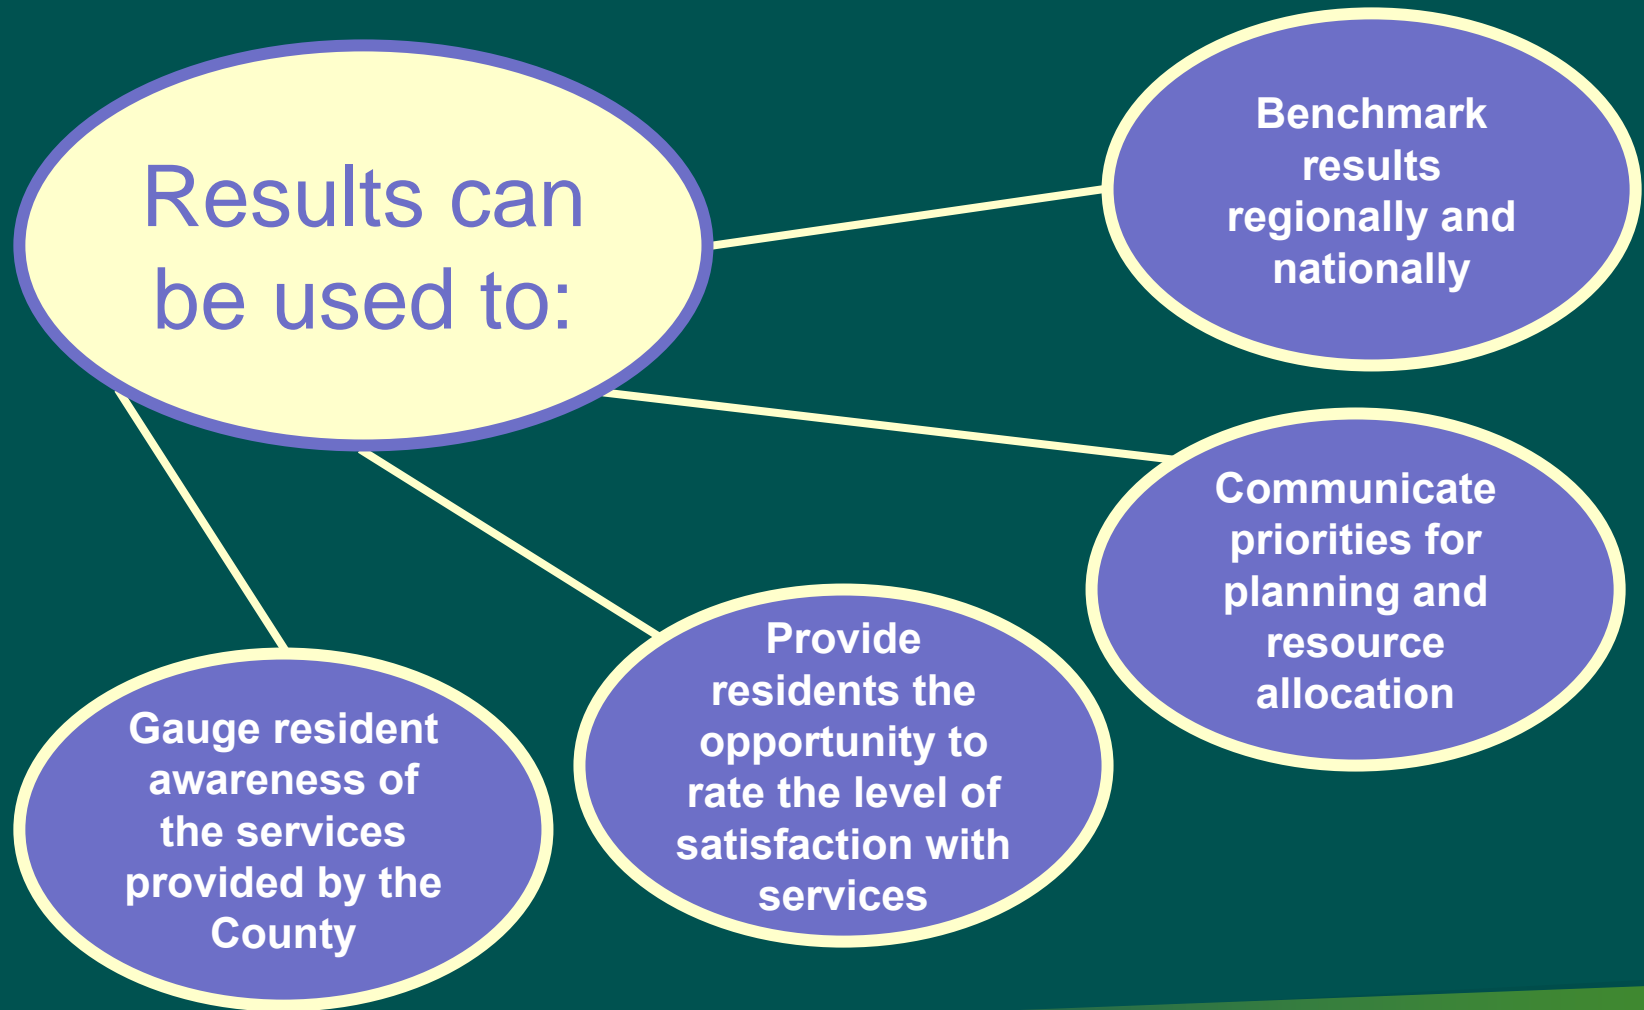 Results can
be used to:
Benchmark
results
regionally and
nationally
Communicate
priorities for
planning and
resource
allocation
Provide
residents the
opportunity to
rate the level of
satisfaction with
services
Gauge resident
awareness of
the services
provided by the
County